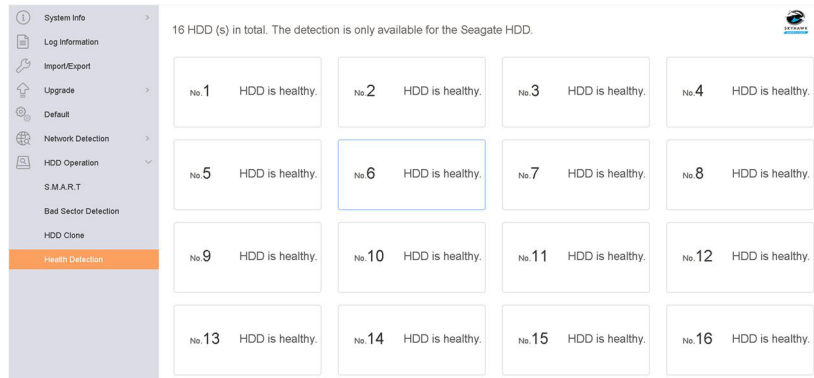 System Info
Log Information
Import/Export
Upgrade
Default
Network Detection
HDD Operation
S.M.A.R.T
Bad Sector Detection
HDD Clone
Health Detection
16 HDD (s) in total. The detection is only available for the Seagate HDD.
SKYHAWK
No.1 HDD is healthy.
No.2 HDD is healthy.
No.3 HDD is healthy.
No.4 HDD is healthy.
No.5 HDD is healthy.
No.6 HDD is healthy.
No.7 HDD is healthy.
No.8 HDD is healthy.
No.9 HDD is healthy.
No.10 HDD is healthy.
No.11 HDD is healthy.
No.12 HDD is healthy.
No.13 HDD is healthy.
No.14 HDD is healthy.
No.15 HDD is healthy.
No.16 HDD is healthy.